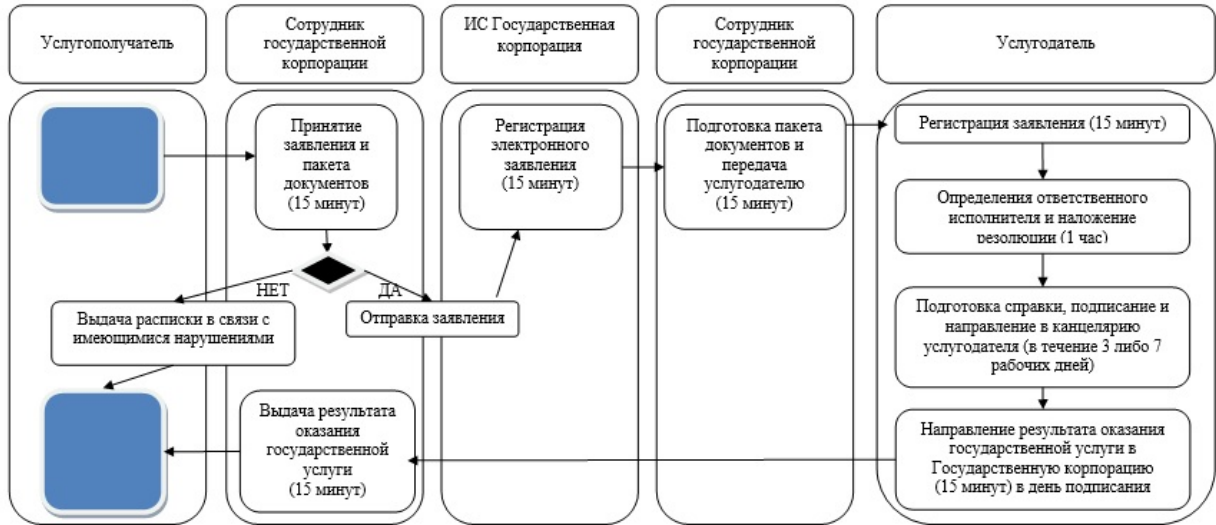 Услугополучатель
Сотрудник
государственной
корпорации
ИС Государственная
корпорация
Сотрудник
государственной
корпорации
Услугодатель
Принятие
заявления и
пакета
документов
(15 минут)
Регистрация
электронного
заявления
(15 минут)
Подготовка пакета
документов и
передача
услугодателю
(15 минут)
Регистрация заявления (15 минут)
Определения ответственного
исполнителя и наложение
резолюции (1 час)
НЕТ
ДА
Выдача расписки в связи с
имеющимися нарушениями
Отправка заявления
Подготовка справки, подписание и
направление в канцелярию
услугодателя (в течение 3 либо 7
рабочих дней)
Выдача результата
оказания
государственной
услуги
(15 минут)
Направление результата оказания
государственной услуги в
Государственную корпорацию
(15 минут) в день подписания